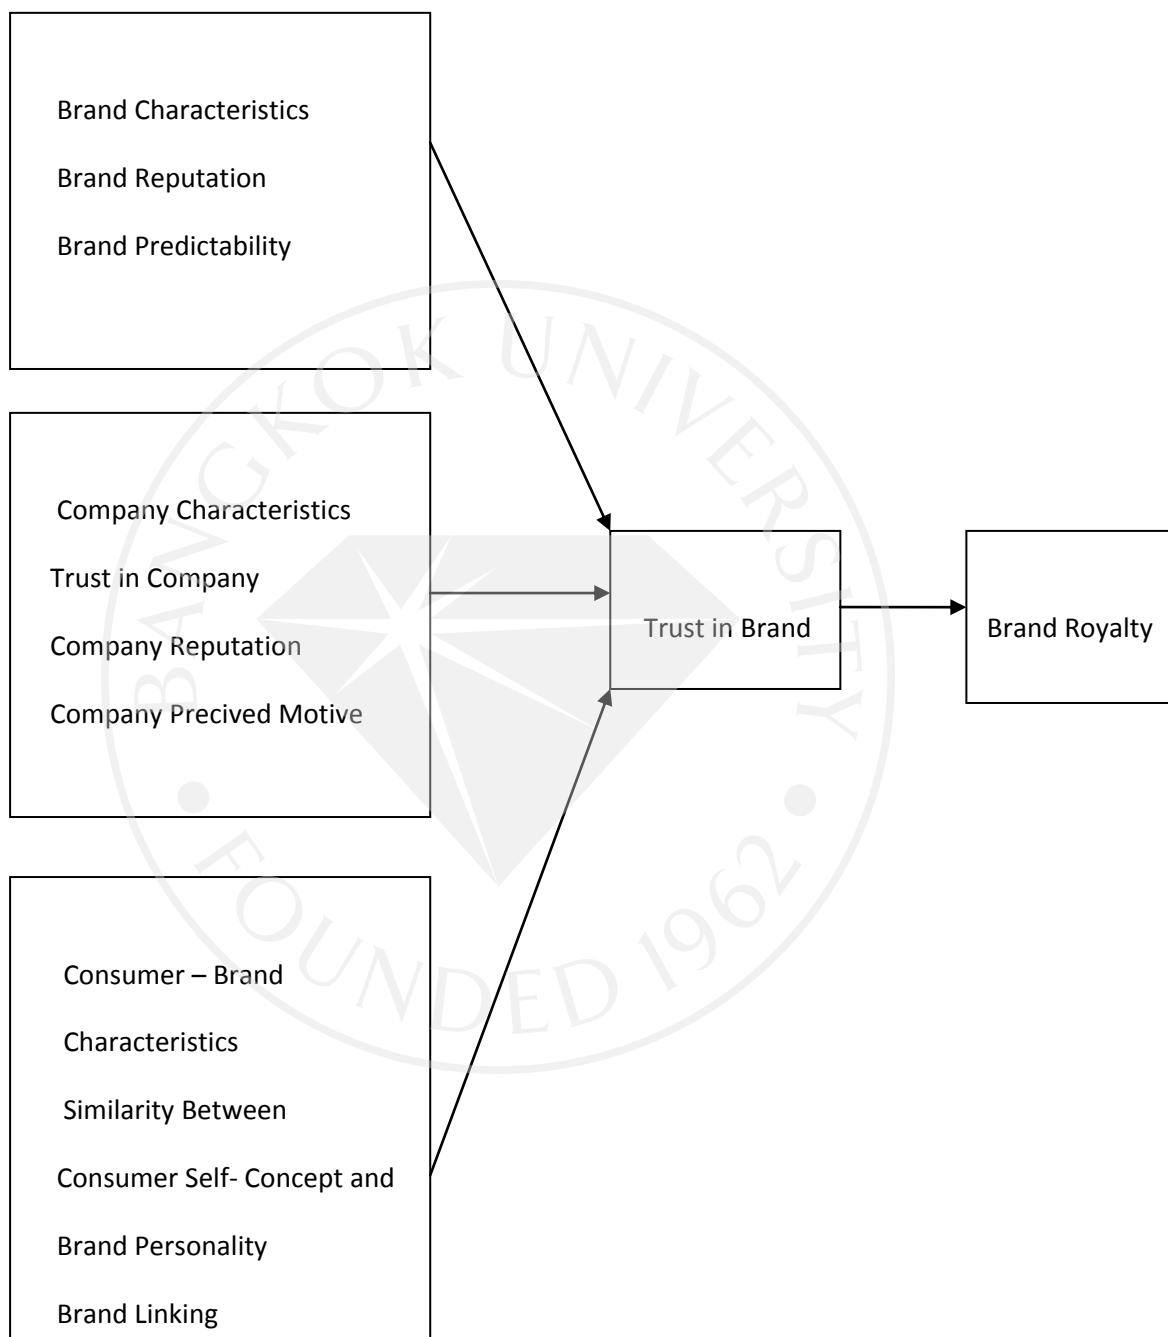 Brand Characteristics
Brand Reputation
Brand Predictability
Company Characteristics
Trust in Company
Company Reputation
Company Precived Motive
Consumer – Brand
Characteristics
Similarity Between
Consumer Self- Concept and
Brand Personality
Brand Linking
Trust in Brand
Brand Royalty
BANGKOK UNIVERSITY
FOUNDED 1962